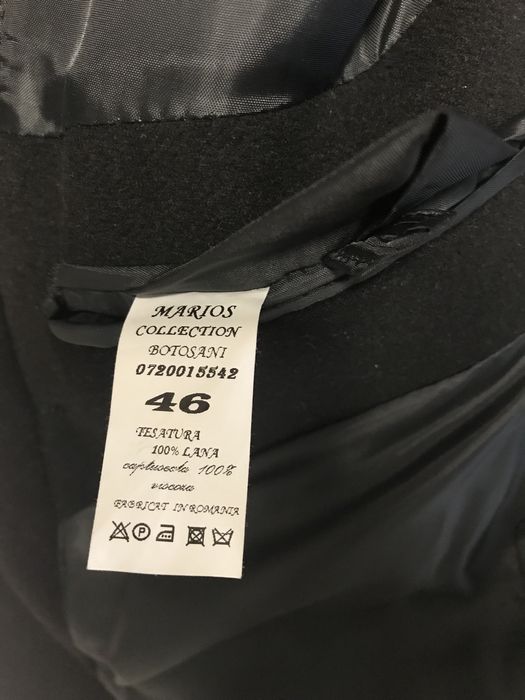 MARIOS
COLLECTION
BOTOSANI
0720015542
46
TESATURA
100% LANA
captuseala 100%
viscoza
FABRICAT IN ROMANIA
P